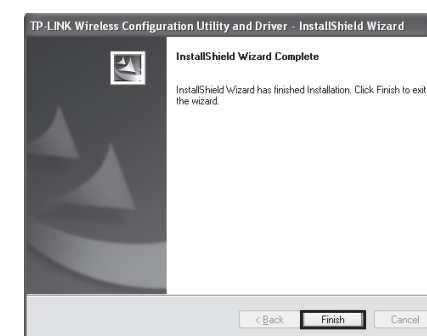 TP-LINK Wireless Configuration Utility and Driver - InstallShield Wizard
InstallShield Wizard Complete
InstallShield Wizard has finished Installation, Click Finish to exit
the wizard.
< Back
Finish
Cancel